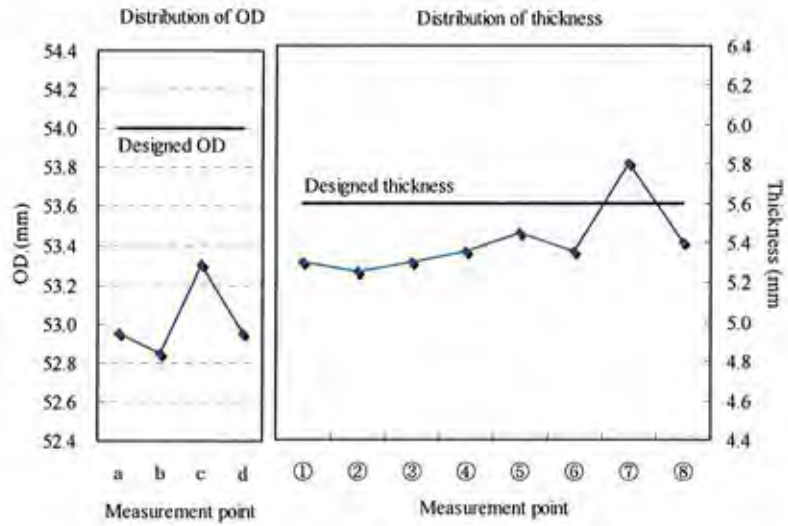 Distribution of OD
Distribution of thickness
54.4
54.2
54.0
53.8
53.6
53.4
53.2
53.0
52.8
52.6
52.4
OD (mm)
Designed OD
a b c d
Measurement point
Designed thickness
① ② ③ ④ ⑤ ⑥ ⑦ ⑧
Measurement point
6.4
6.2
6.0
5.8
5.6
5.4
5.2
5.0
4.8
4.6
4.4
Thickness (mm